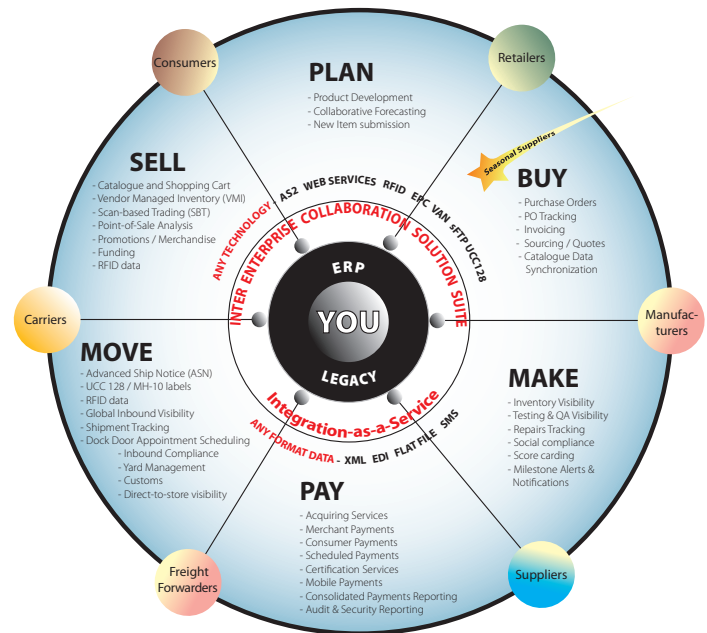 Consumers
Retailers
PLAN
- Product Development
- Collaborative Forecasting
- New Item submission
Seasonal Suppliers
SELL
- Catalogue and Shopping Cart
- Vendor Managed Inventory (VMI)
- Scan-based Trading (SBT)
- Point-of-Sale Analysis
- Promotions / Merchandise
- Funding
- RFID data
BUY
- Purchase Orders
- PO Tracking
- Invoicing
- Sourcing / Quotes
- Catalogue Data
Synchronization
ANY TECHNOLOGY - AS2 WEB SERVICES RFID EPC VAN sFTP UCC128
INTER ENTERPRISE COLLABORATION SOLUTION SUITE
ERP
YOU
LEGACY
Integration-as-a-Service
ANY FORMAT DATA - XML EDI FLAT FILE SMS
Carriers
Manufac-
turers
MOVE
- Advanced Ship Notice (ASN)
- UCC 128 / MH-10 labels
- RFID data
- Global Inbound Visibility
- Shipment Tracking
- Dock Door Appointment Scheduling
- Inbound Compliance
- Yard Management
- Customs
- Direct-to-store visibility
MAKE
- Inventory Visibility
- Testing & QA Visibility
- Repairs Tracking
- Social compliance
- Score carding
- Milestone Alerts &
Notifications
PAY
- Acquiring Services
- Merchant Payments
- Consumer Payments
- Scheduled Payments
- Certification Services
- Mobile Payments
- Consolidated Payments Reporting
- Audit & Security Reporting
Freight
Forwarders
Suppliers